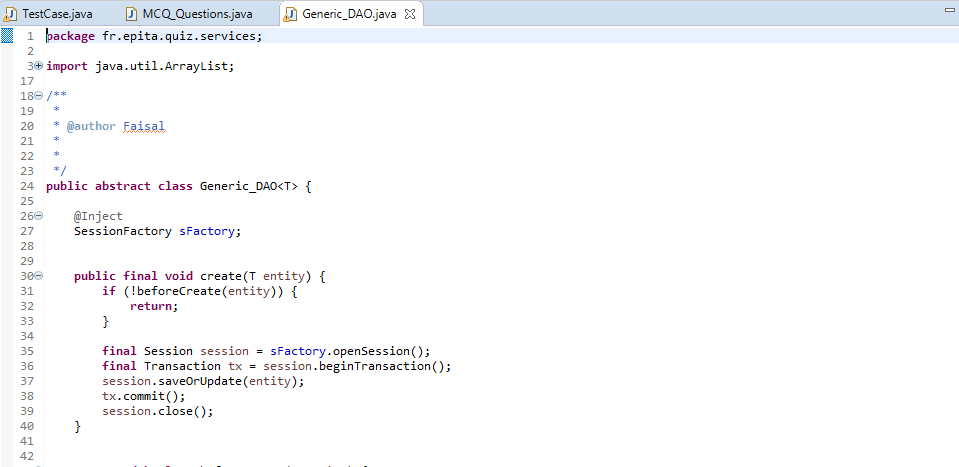 TestCase.java MCQ_Questions.java Generic_DAO.java
1 package fr.epita.quiz.services;
2
3 import java.util.ArrayList;
17
18 /**
19 *
20 * @author Faisal
21 *
22 *
23 */
24 public abstract class Generic_DAO<T> {
25
26 @Inject
27 SessionFactory sFactory;
28
29
30 public final void create(T entity) {
31 if (!beforeCreate(entity)) {
32 return;
33 }
34
35 final Session session = sFactory.openSession();
36 final Transaction tx = session.beginTransaction();
37 session.saveOrUpdate(entity);
38 tx.commit();
39 session.close();
40 }
41
42